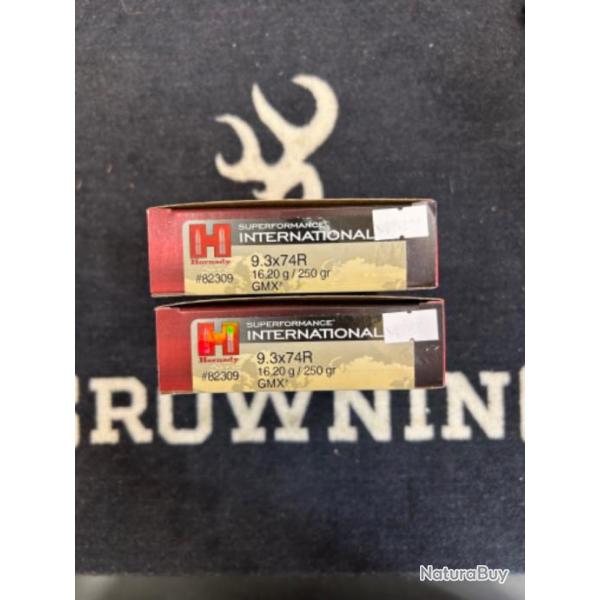 SUPERFORMANCE
INTERNATIONAL
Hornady
9.3x74R
#82309
16,20 g / 250 gr
GMX
SUPERFORMANCE
INTERNATIONAL
Hornady
9.3x74R
#82309
16,20 g / 250 gr
GMX
ROWNIN
NaturaBuy